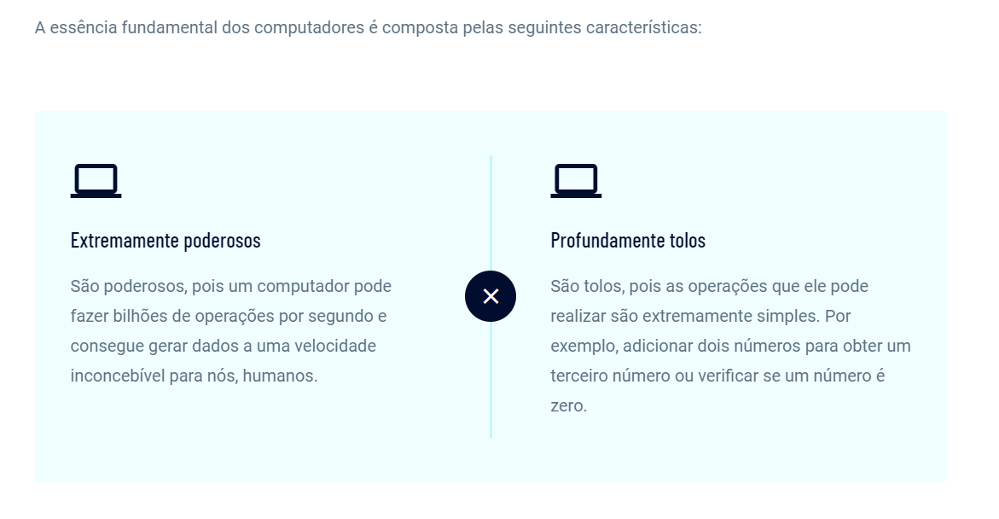 A essência fundamental dos computadores é composta pelas seguintes características:
Extremamente poderosos
São poderosos, pois um computador pode
fazer bilhões de operações por segundo e
consegue gerar dados a uma velocidade
inconcebível para nós, humanos.
Profundamente tolos
São tolos, pois as operações que ele pode
realizar são extremamente simples. Por
exemplo, adicionar dois números para obter um
terceiro número ou verificar se um número é
zero.